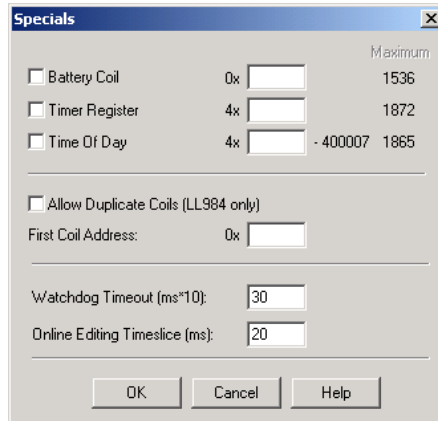 Specials
Maximum
Battery Coil 0x 1536
Timer Register 4x 1872
Time Of Day 4x - 400007 1865
Allow Duplicate Coils (LL984 only)
First Coil Address: 0x
Watchdog Timeout (ms*10): 30
Online Editing Timeslice (ms): 20
OK Cancel Help